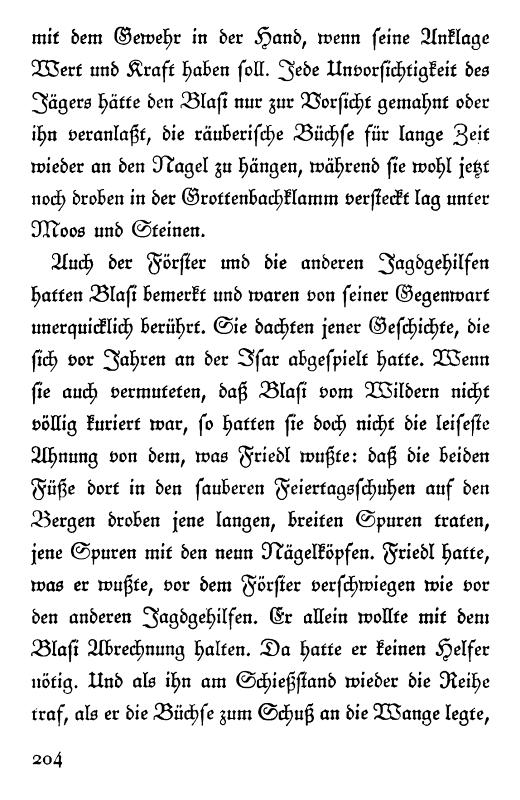 mit dem Gewehr in der Hand, wenn seine Anklage
Wert und Kraft haben soll. Jede Unvorsichtigkeit des
Jägers hätte den Blasi nur zur Vorsicht gemahnt oder
ihn veranlaßt, die räuberische Büchse für lange Zeit
wieder an den Nagel zu hängen, während sie wohl jetzt
noch droben in der Grottenbachklamm versteckt lag unter
Moos und Steinen.
Auch der Förster und die anderen Jagdgehilfen
hatten Blasi bemerkt und waren von seiner Gegenwart
unerquicklich berührt. Sie dachten jener Geschichte, die
sich vor Jahren an der Isar abgespielt hatte. Wenn
sie auch vermuteten, daß Blasi vom Wildern nicht
völlig kuriert war, so hatten sie doch nicht die leiseste
Ahnung von dem, was Friedl wußte: daß die beiden
Füße dort in den sauberen Feiertagsschuhen auf den
Bergen droben jene langen, breiten Spuren traten,
jene Spuren mit den neun Nägelköpfen. Friedl hatte,
was er wußte, vor dem Förster verschwiegen wie vor
den anderen Jagdgehilfen. Er allein wollte mit dem
Blasi Abrechnung halten. Da hatte er keinen Helfer
nötig. Und als ihn am Schießstand wieder die Reihe
traf, als er die Büchse zum Schuß an die Wange legte,
204